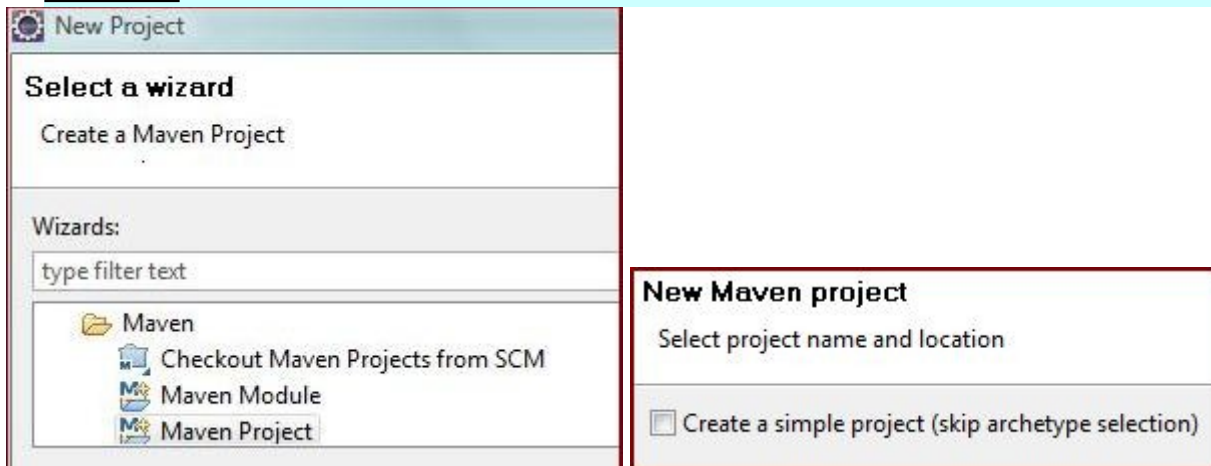 New Project
Select a wizard
Create a Maven Project
Wizards:
type filter text
Maven
Checkout Maven Projects from SCM
Maven Module
Maven Project
New Maven project
Select project name and location
Create a simple project (skip archetype selection)